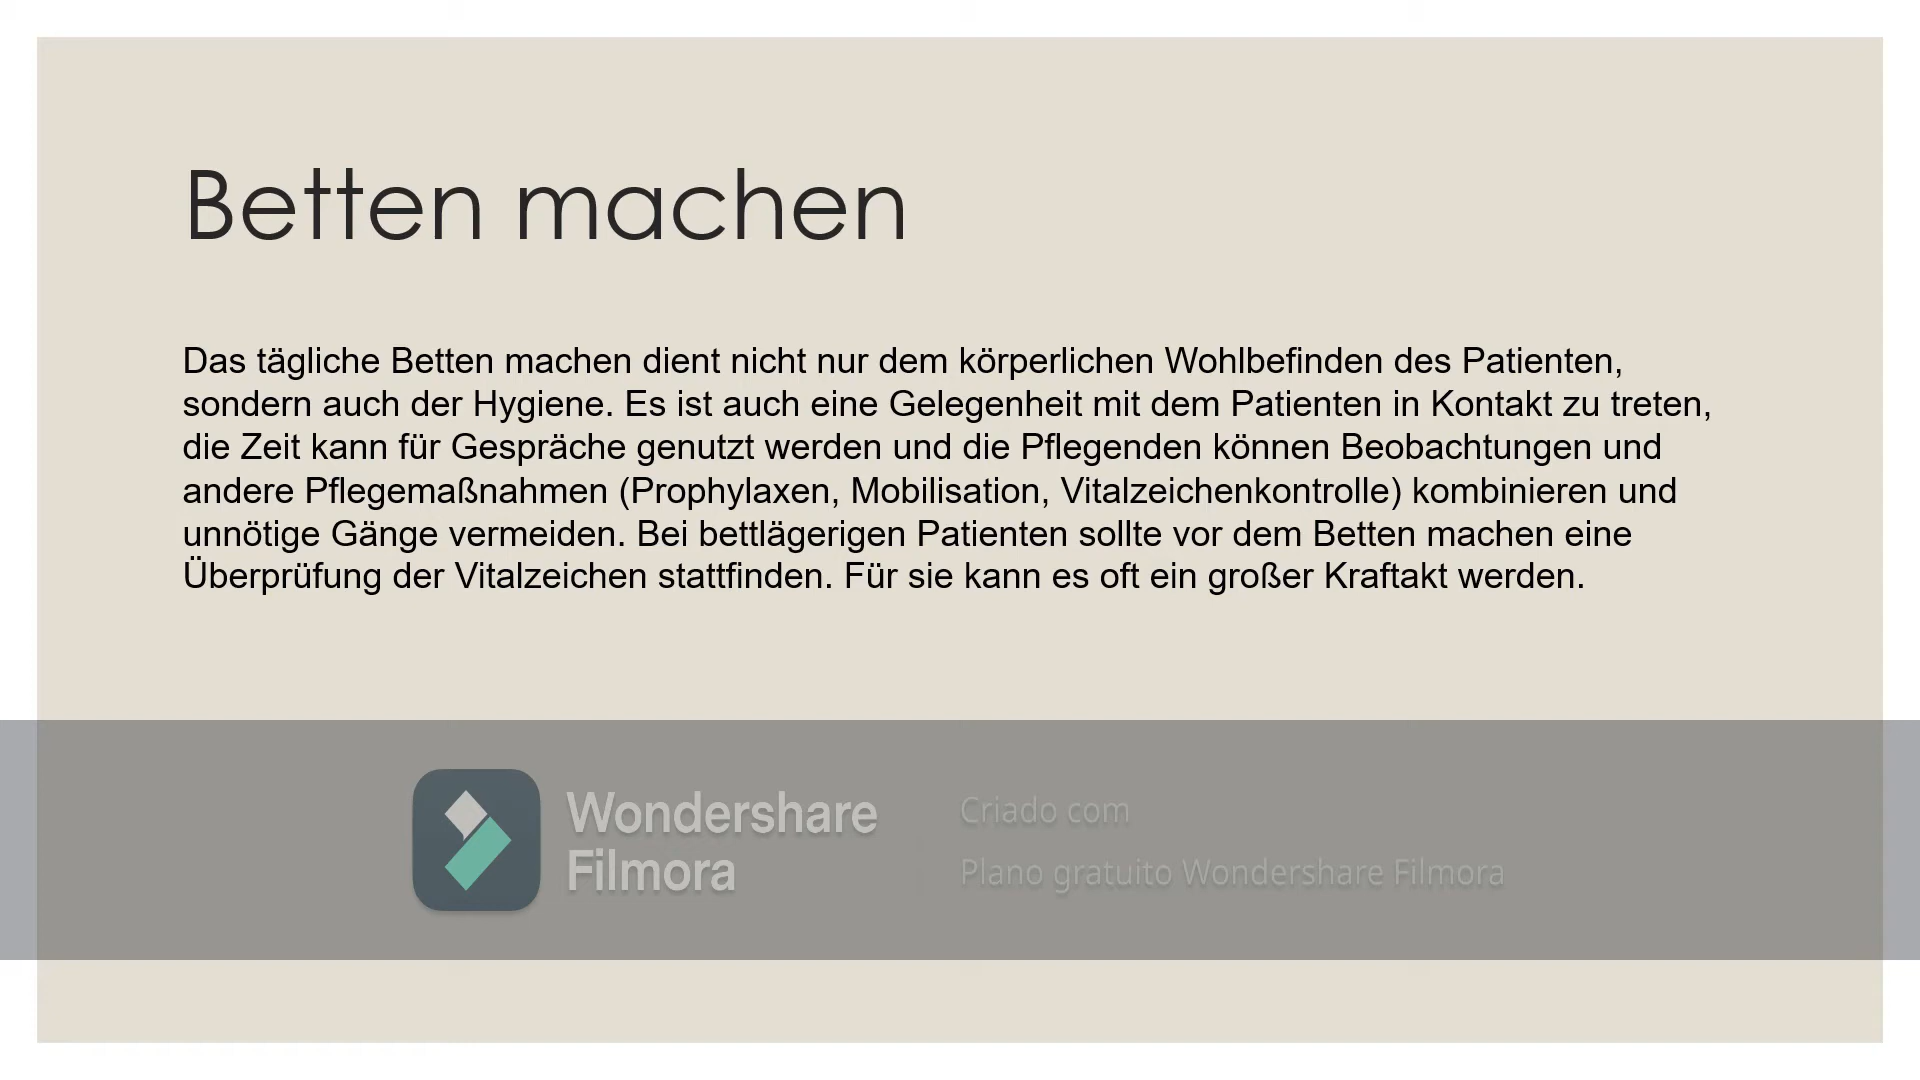 Betten machen
Das tägliche Betten machen dient nicht nur dem körperlichen Wohlbefinden des Patienten,
sondern auch der Hygiene. Es ist auch eine Gelegenheit mit dem Patienten in Kontakt zu treten,
die Zeit kann für Gespräche genutzt werden und die Pflegenden können Beobachtungen und
andere Pflegemaßnahmen (Prophylaxen, Mobilisation, Vitalzeichenkontrolle) kombinieren und
unnötige Gänge vermeiden. Bei bettlägerigen Patienten sollte vor dem Betten machen eine
Überprüfung der Vitalzeichen stattfinden. Für sie kann es oft ein großer Kraftakt werden.
Wondershare
Filmora
Criado com
Plano gratuito Wondershare Filmora